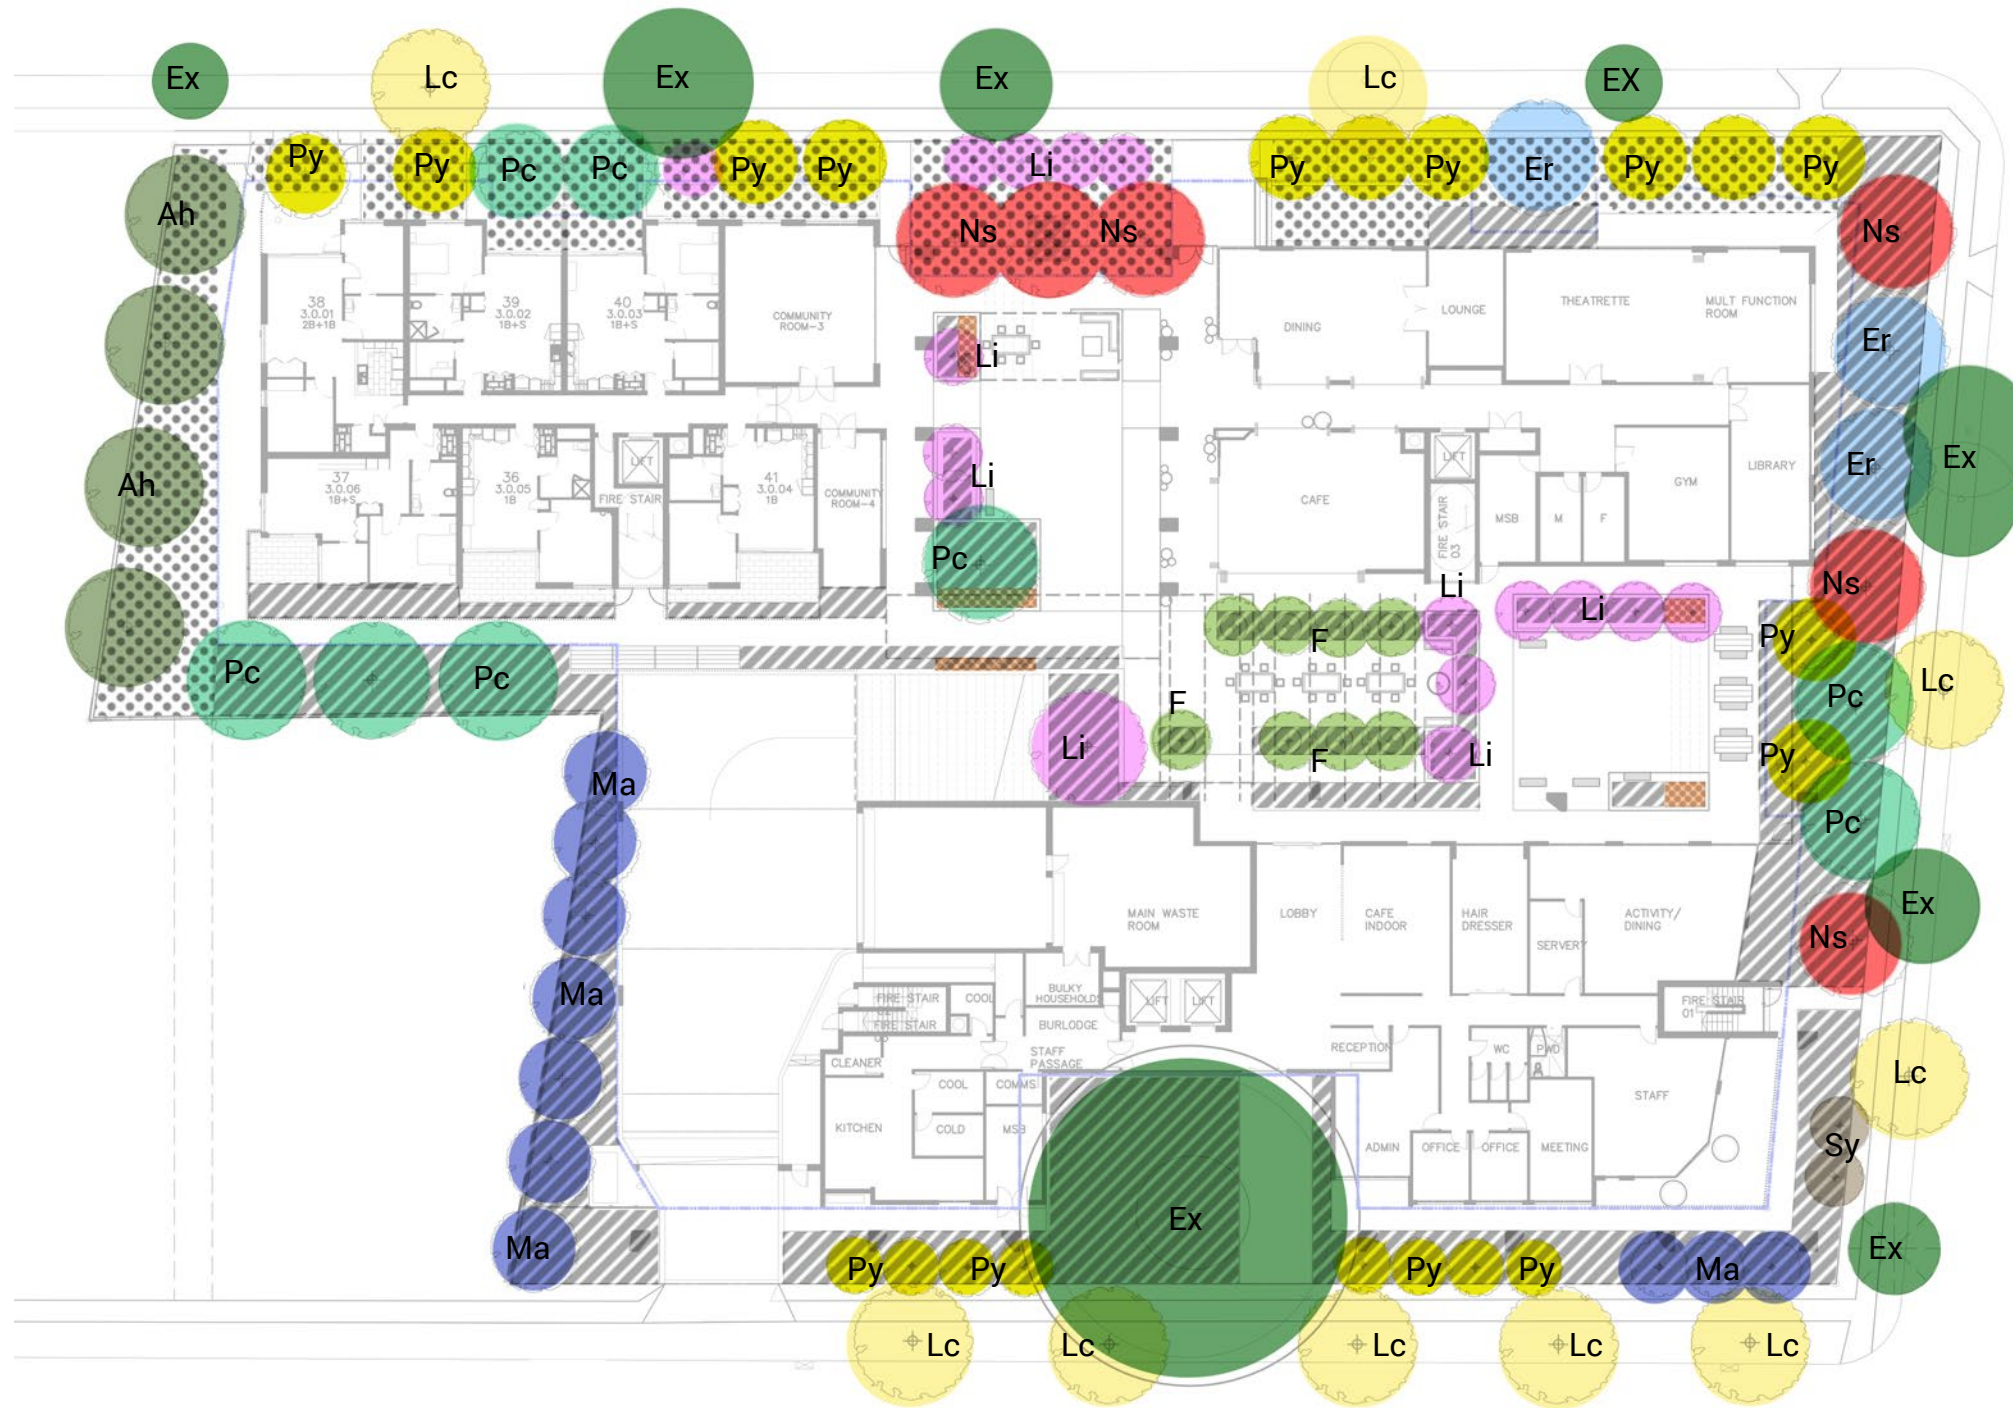 Ex
Lc
Ex
Ex
Lc
EX
Py
Py
Pc
Pc
Py
Py
Li
Py
Py
Er
Py
Py
Ah
Ns
Ns
Ns
38
3.0.01
2B+1B
39
3.0.02
1B+S
40
3.0.03
1B+S
COMMUNITY
ROOM-3
Li
DINING
LOUNGE
THEATRETTE
MULT FUNCTION
ROOM
Er
Ah
37
3.0.06
1B+S
36
3.0.05
1B
LIFT
FIRE STAIR
41
3.0.04
1B
COMMUNITY
ROOM-4
Li
CAFE
LIFT
FIRE STAIR
03
MSB
M
F
GYM
LIBRARY
Er
Ex
Pc
Li
Li
Ns
F
Py
Pc
Pc
F
Pc
Lc
Li
F
Li
Py
Ma
Pc
MAIN WASTE
ROOM
LOBBY
CAFE
INDOOR
HAIR
DRESSER
SERVERY
ACTIVITY/
DINING
Ex
Ns
Ma
FIRE STAIR
FIRE STAIR
COOL
BULKY
HOUSEHOLD
BURLODGE
LIFT
LIFT
FIRE STAIR
01
CLEANER
STAFF
PASSAGE
RECEPTION
WC
PWD
Lc
COOL
COMMS
STAFF
KITCHEN
COLD
MSB
ADMIN
OFFICE
OFFICE
MEETING
Sy
Ma
Ex
Ex
Py
Py
Py
Py
Ma
Lc
Lc
Lc
Lc
Lc